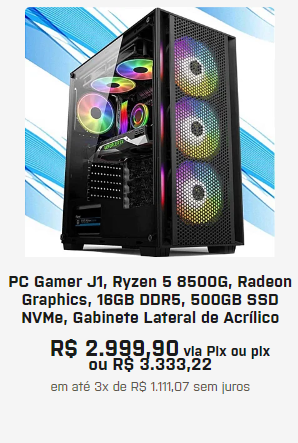 PC Gamer J1, Ryzen 5 8500G, Radeon
Graphics, 16GB DDR5, 500GB SSD
NVMe, Gabinete Lateral de Acrílico
R$ 2.999,90 via Pix ou pix
ou R$ 3.333,22
em até 3x de R$ 1.111,07 sem juros